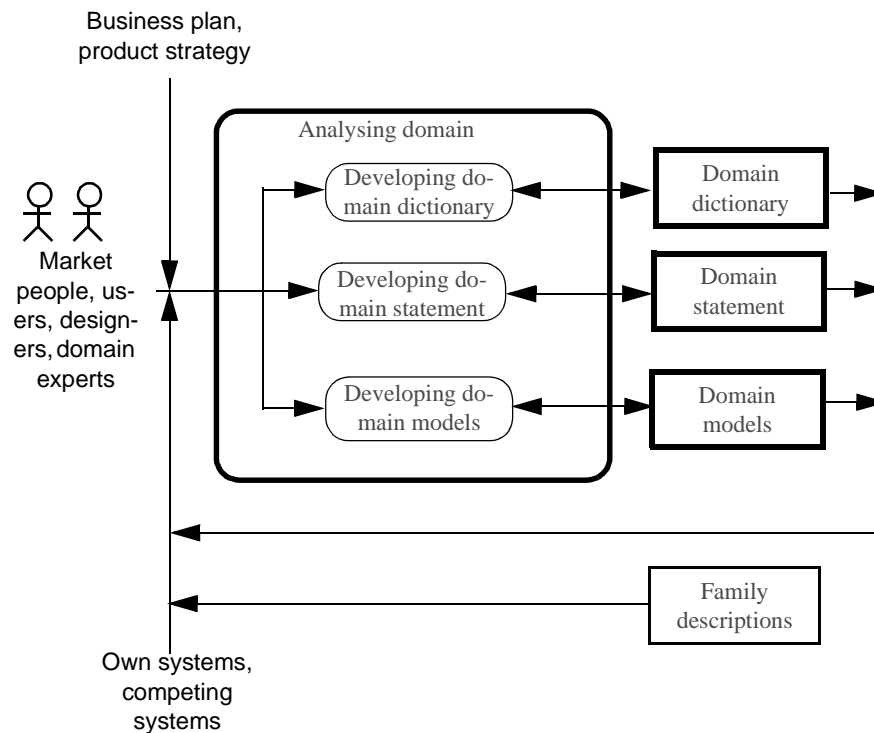 Business plan,
product strategy
Analysing domain
Developing do-
main dictionary
Domain
dictionary
Market
people, us-
ers, design-
ers, domain
experts
Developing do-
main statement
Domain
statement
Developing do-
main models
Domain
models
Family
descriptions
Own systems,
competing
systems